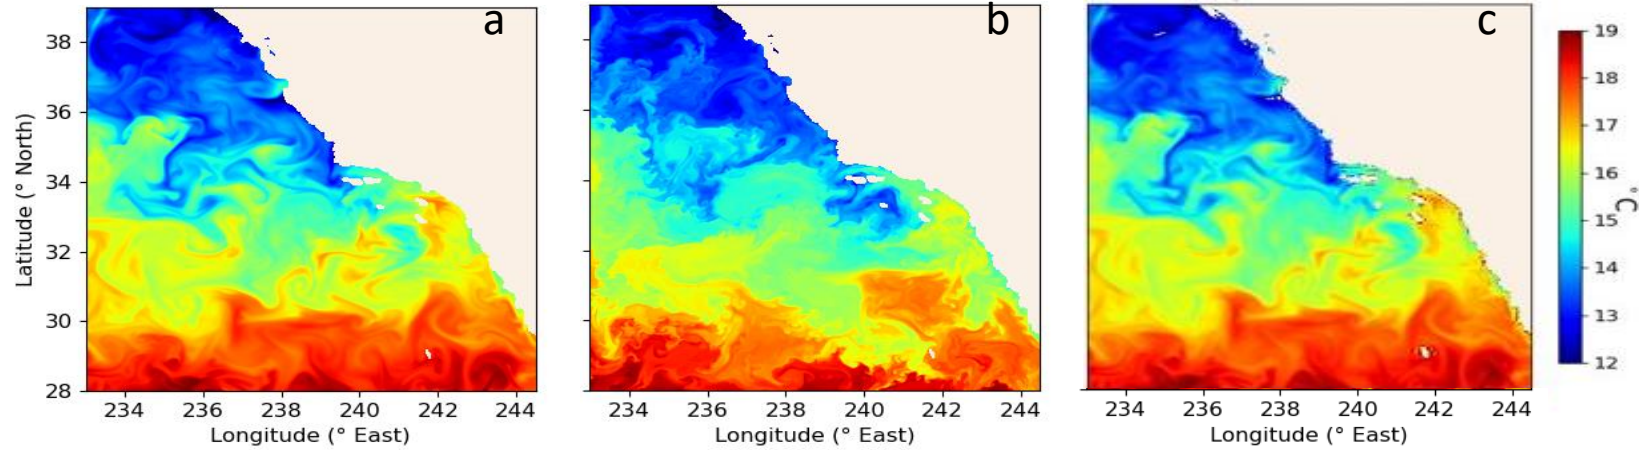 a
b
c
38
36
34
32
30
28
Latitude (° North)
234 236 238 240 242 244
Longitude (° East)
234 236 238 240 242 244
Longitude (° East)
234 236 238 240 242 244
Longitude (° East)
19
18
17
16
15
14
13
12
°C